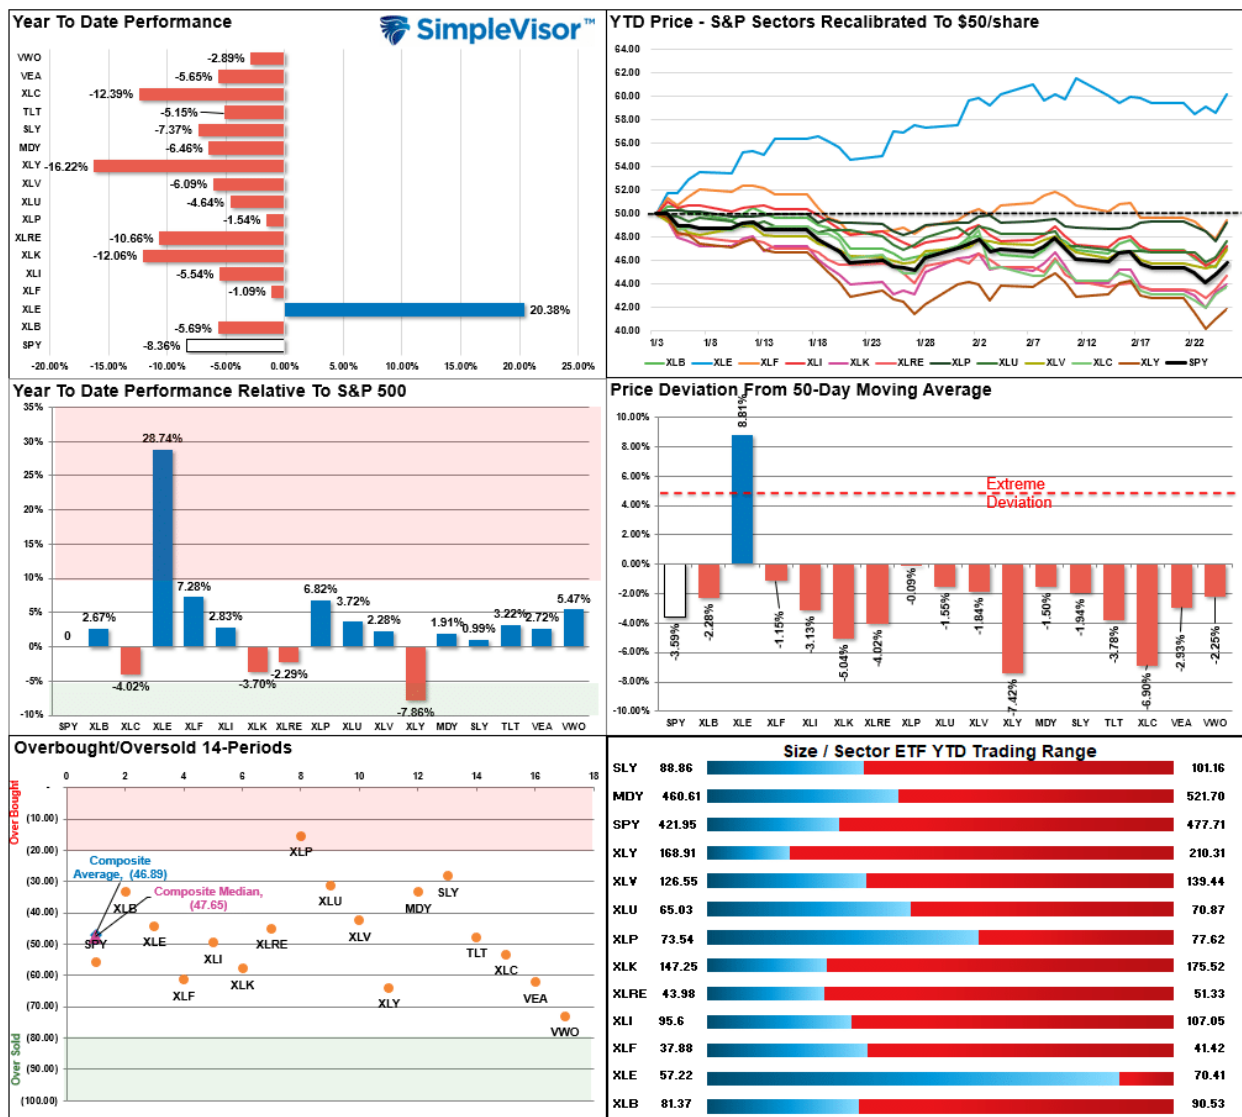 Year To Date Performance
SimpleVisor™
VWO
-2.89%
VEA
-5.65%
XLC
-12.39%
TLT
-5.15%
SLY
-7.37%
MDY
-6.46%
XLY
-16.22%
XLV
-6.09%
XLU
-4.64%
XLP
-1.54%
XLRE
-10.66%
XLK
-12.06%
XLI
-5.54%
XLF
-1.09%
XLE
20.38%
XLB
-5.69%
SPY
-8.36%
-20.00% -15.00% -10.00% -5.00% 0.00% 5.00% 10.00% 15.00% 20.00% 25.00%
YTD Price - S&P Sectors Recalibrated To $50/share
64.00
62.00
60.00
58.00
56.00
54.00
52.00
50.00
48.00
46.00
44.00
42.00
40.00
1/3 1/8 1/13 1/18 1/23 1/28 2/2 2/7 2/12 2/17 2/22
XLB XLE XLF XLI XLK XLRE XLP XLU XLV XLC XLY SPY
Year To Date Performance Relative To S&P 500
35%
30%
25%
20%
15%
10%
5%
0%
-5%
-10%
0 2.67% -4.02% 28.74% 7.28% 2.83% -3.70% -2.29% 6.82% 3.72% 2.28% -7.86% 1.91% 0.99% 3.22% 2.72% 5.47%
SPY XLB XLC XLE XLF XLI XLK XLRE XLP XLU XLV XLY MDY SLY TLT VEA VWO
Price Deviation From 50-Day Moving Average
10.00%
8.00%
6.00%
4.00%
2.00%
0.00%
-2.00%
-4.00%
-6.00%
-8.00%
-10.00%
Extreme
Deviation
-3.59% -2.28% 8.81% -1.15% -3.13% -5.04% -4.02% -0.09% -1.55% -1.84% -7.42% -1.50% -1.94% -3.78% -6.90% -2.93% -2.25%
SPY XLB XLE XLF XLI XLK XLRE XLP XLU XLV XLY MDY SLY TLT XLC VEA VWO
Overbought/Oversold 14-Periods
0 2 4 6 8 10 12 14 16 18
-
(10.00)
(20.00)
(30.00)
(40.00)
(50.00)
(60.00)
(70.00)
(80.00)
(90.00)
(100.00)
Over Bought
Over Sold
Composite
Average, (46.89)
Composite Median,
(47.65)
SPY
XLB
XLE
XLF
XLI
XLK
XLRE
XLP
XLU
XLV
XLY
MDY
SLY
TLT
XLC
VEA
VWO
Size / Sector ETF YTD Trading Range
SLY 88.86 101.16
MDY 460.61 521.70
SPY 421.95 477.71
XLY 168.91 210.31
XLV 126.55 139.44
XLU 65.03 70.87
XLP 73.54 77.62
XLK 147.25 175.52
XLRE 43.98 51.33
XLI 95.6 107.05
XLF 37.88 41.42
XLE 57.22 70.41
XLB 81.37 90.53